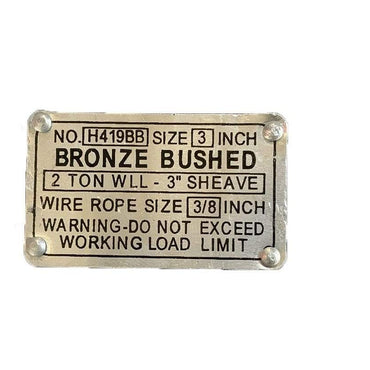 NO. H419BB SIZE 3 INCH
BRONZE BUSHED
2 TON WLL - 3" SHEAVE
WIRE ROPE SIZE 3/8 INCH
WARNING-DO NOT EXCEED
WORKING LOAD LIMIT